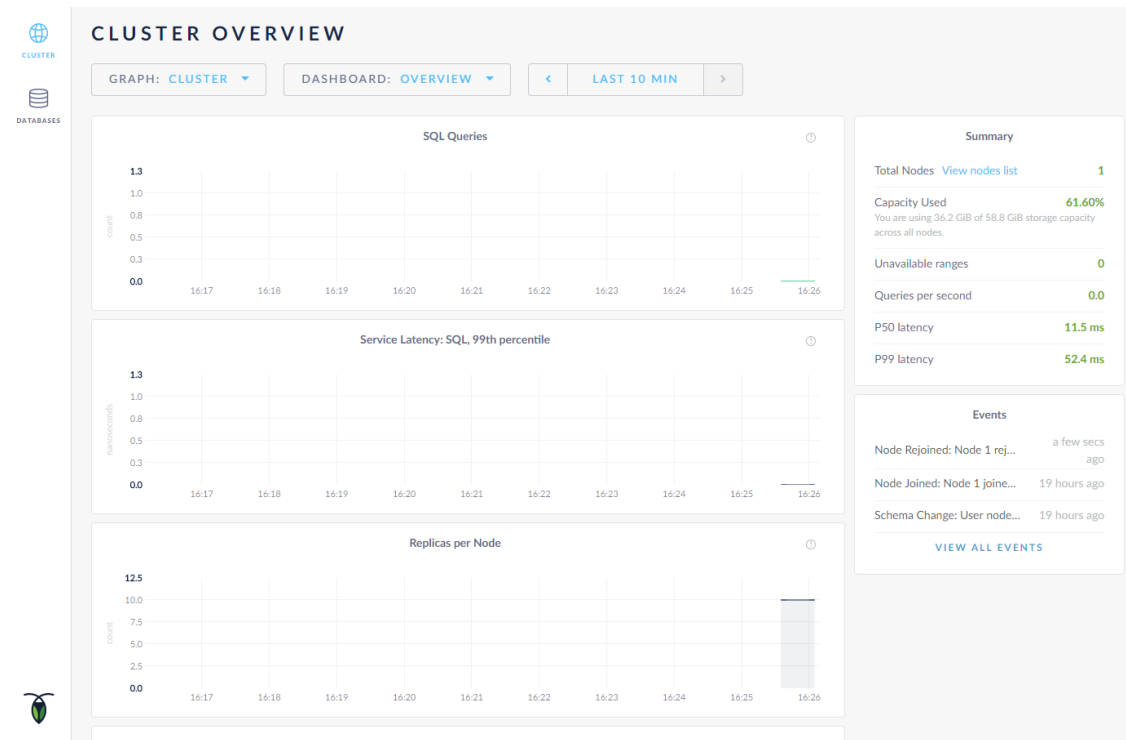 CLUSTER
DATABASES
CLUSTER OVERVIEW
GRAPH: CLUSTER
DASHBOARD: OVERVIEW
LAST 10 MIN
SQL Queries
count
1.3
1.0
0.8
0.5
0.3
0.0
16:17 16:18 16:19 16:20 16:21 16:22 16:23 16:24 16:25 16:26
Service Latency: SQL, 99th percentile
nanoseconds
1.3
1.0
0.8
0.5
0.3
0.0
16:17 16:18 16:19 16:20 16:21 16:22 16:23 16:24 16:25 16:26
Replicas per Node
count
12.5
10.0
7.5
5.0
2.5
0.0
16:17 16:18 16:19 16:20 16:21 16:22 16:23 16:24 16:25 16:26
Summary
Total Nodes View nodes list 1
Capacity Used 61.60%
You are using 36.2 GiB of 58.8 GiB storage capacity
across all nodes.
Unavailable ranges 0
Queries per second 0.0
P50 latency 11.5 ms
P99 latency 52.4 ms
Events
Node Rejoined: Node 1 rej... a few secs
ago
Node Joined: Node 1 joine... 19 hours ago
Schema Change: User node... 19 hours ago
VIEW ALL EVENTS